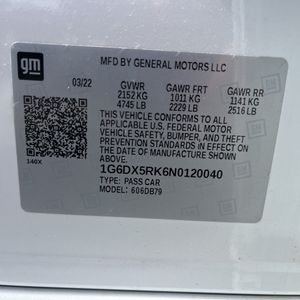 gm
MFD BY GENERAL MOTORS LLC
03/22 GVWR GAWR FRT GAWR RR
2152 KG 1011 KG 1141 KG
4745 LB 2229 LB 2516 LB
THIS VEHICLE CONFORMS TO ALL
APPLICABLE U.S. FEDERAL MOTOR
VEHICLE SAFETY, BUMPER, AND THEFT
PREVENTION STANDARDS IN EFFECT ON
THE DATE OF MANUFACTURE SHOWN
ABOVE.
140X
1G6DX5RK6N0120040
TYPE: PASS CAR
MODEL: 6DB79